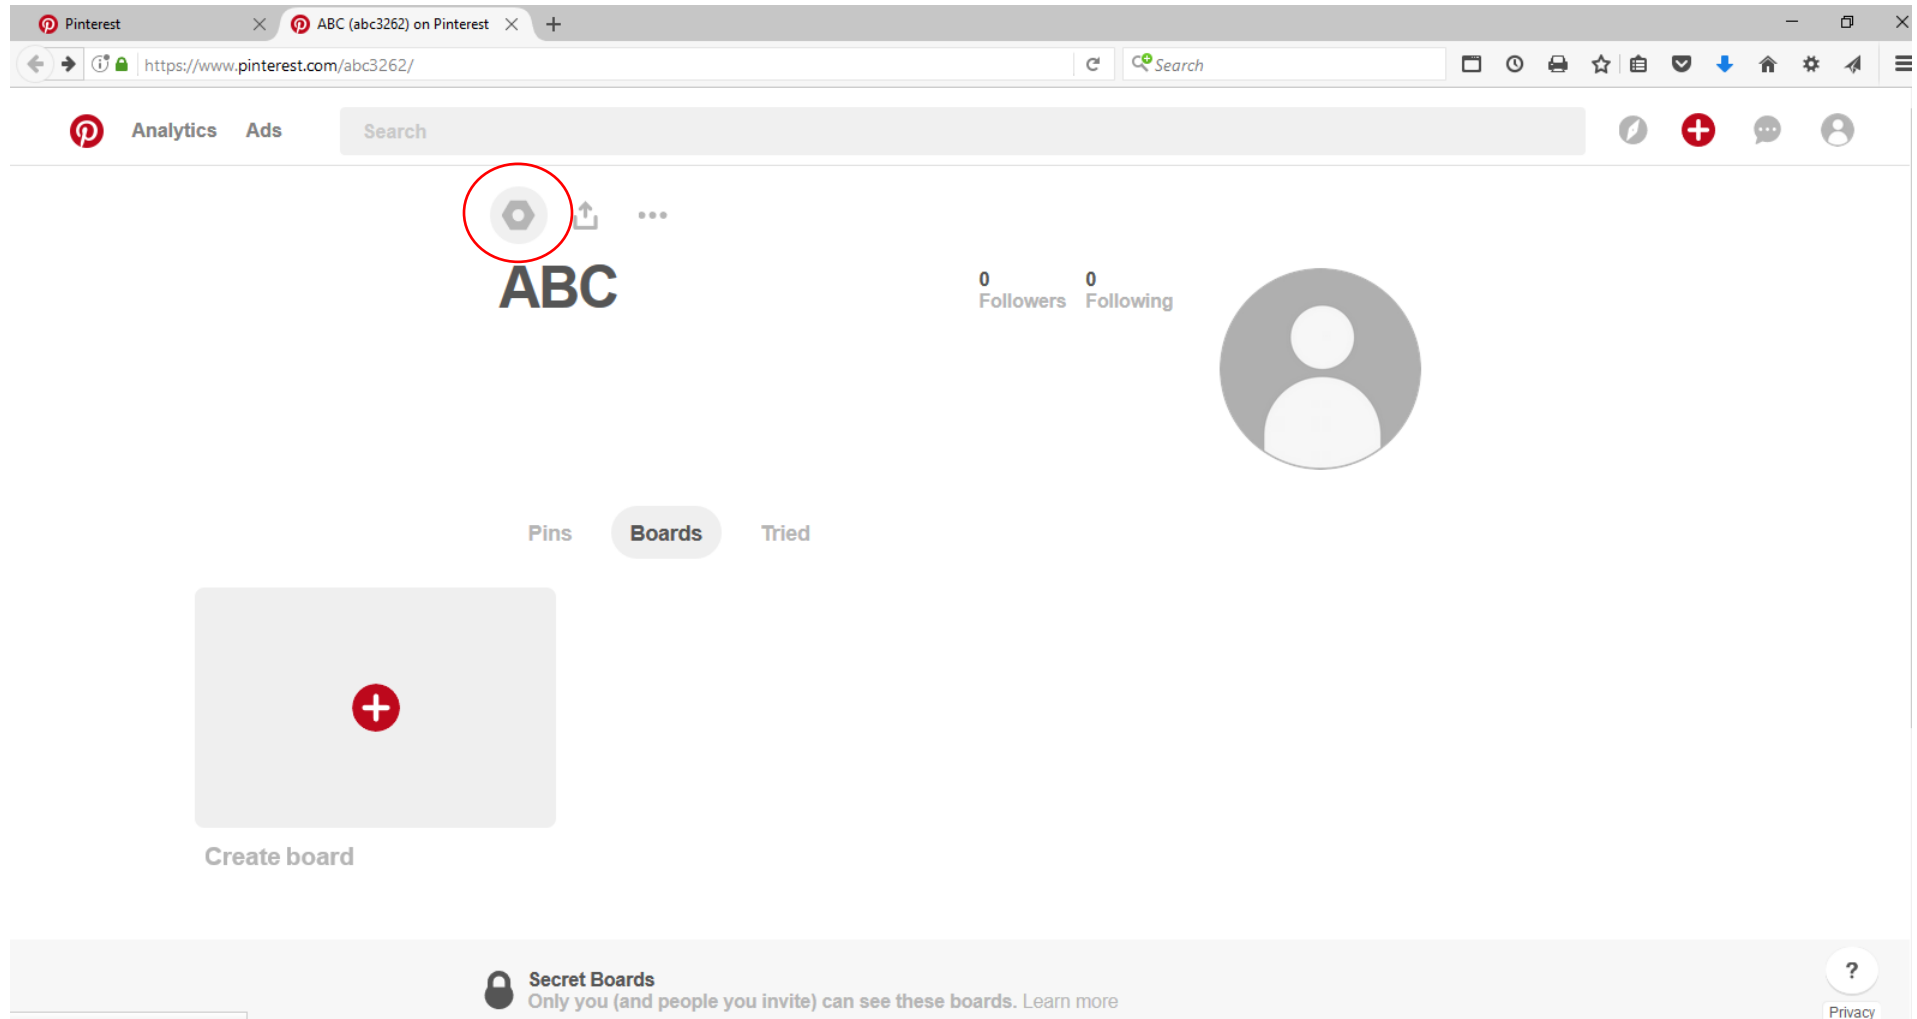 Pinterest
ABC (abc3262) on Pinterest
https://www.pinterest.com/abc3262/
Search
Analytics Ads Search
ABC
0 0
Followers Following
Pins Boards Tried
Create board
Secret Boards
Only you (and people you invite) can see these boards. Learn more
?
Privacy